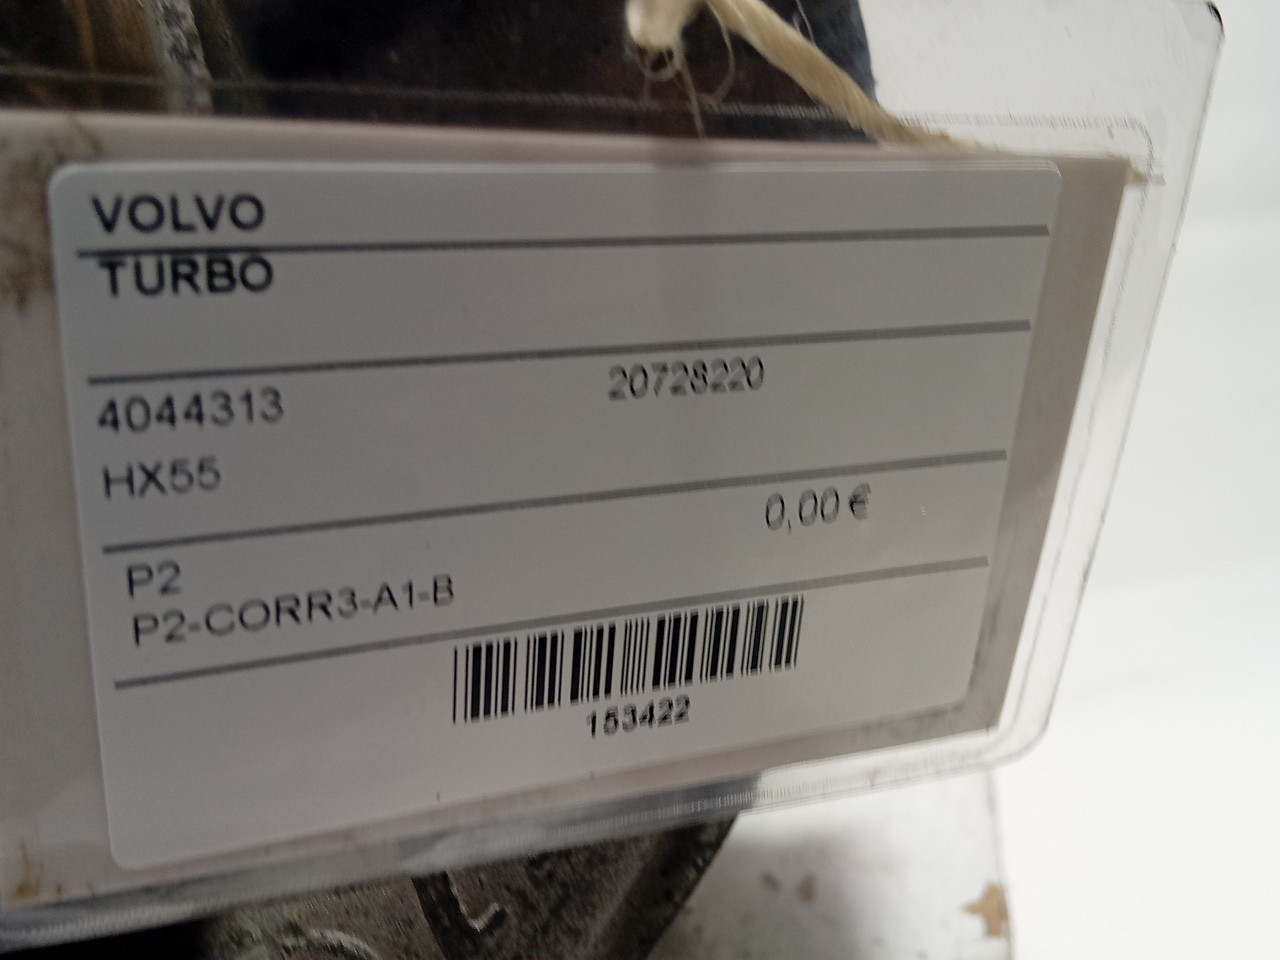 VOLVO
TURBO
4044313 20728220
HX55
0,00 €
P2
P2-CORR3-A1-B
153422